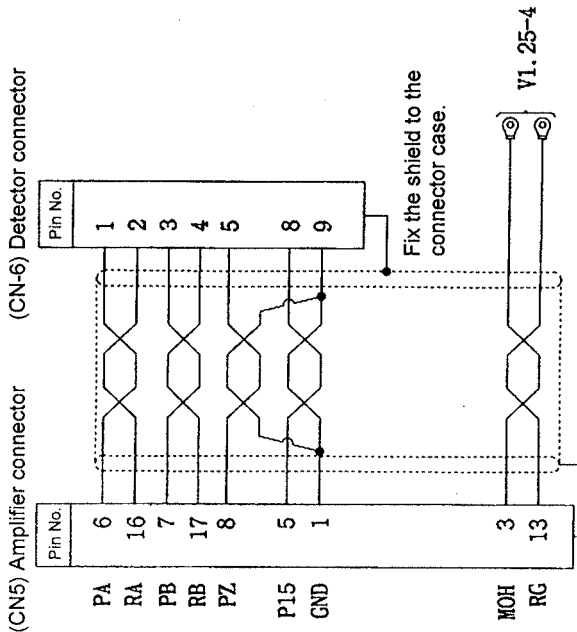 (CN5) Amplifier connector
(CN-6) Detector connector
Pin No.
Pin No.
PA 6 1
RA 16 2
PB 7 3
RB 17 4
PZ 8 5
P15 5 8
GND 1 9
Fix the shield to the
connector case.
MOH 3
RG 13
V1.25-4